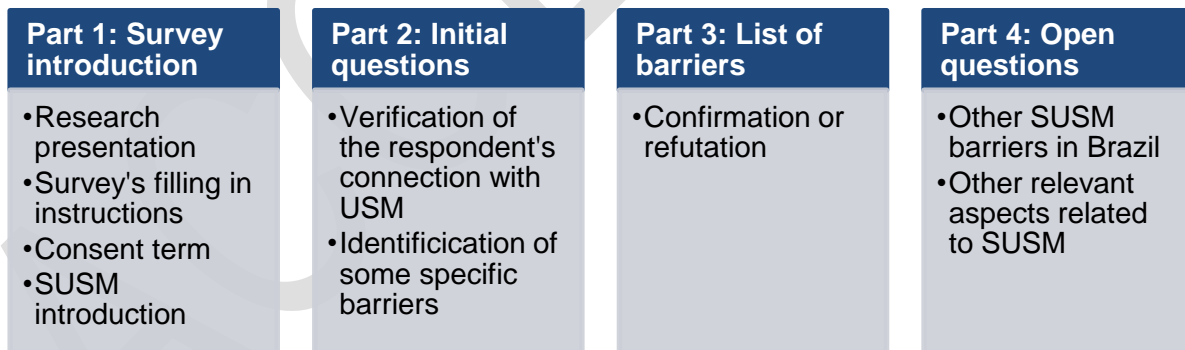 Part 1: Survey
introduction
•Research
presentation
•Survey's filling in
instructions
•Consent term
•SUSM
introduction
Part 2: Initial
questions
•Verification of
the respondent's
connection with
USM
•Identificication of
some specific
barriers
Part 3: List of
barriers
•Confirmation or
refutation
Part 4: Open
questions
•Other SUSM
barriers in Brazil
•Other relevant
aspects related
to SUSM